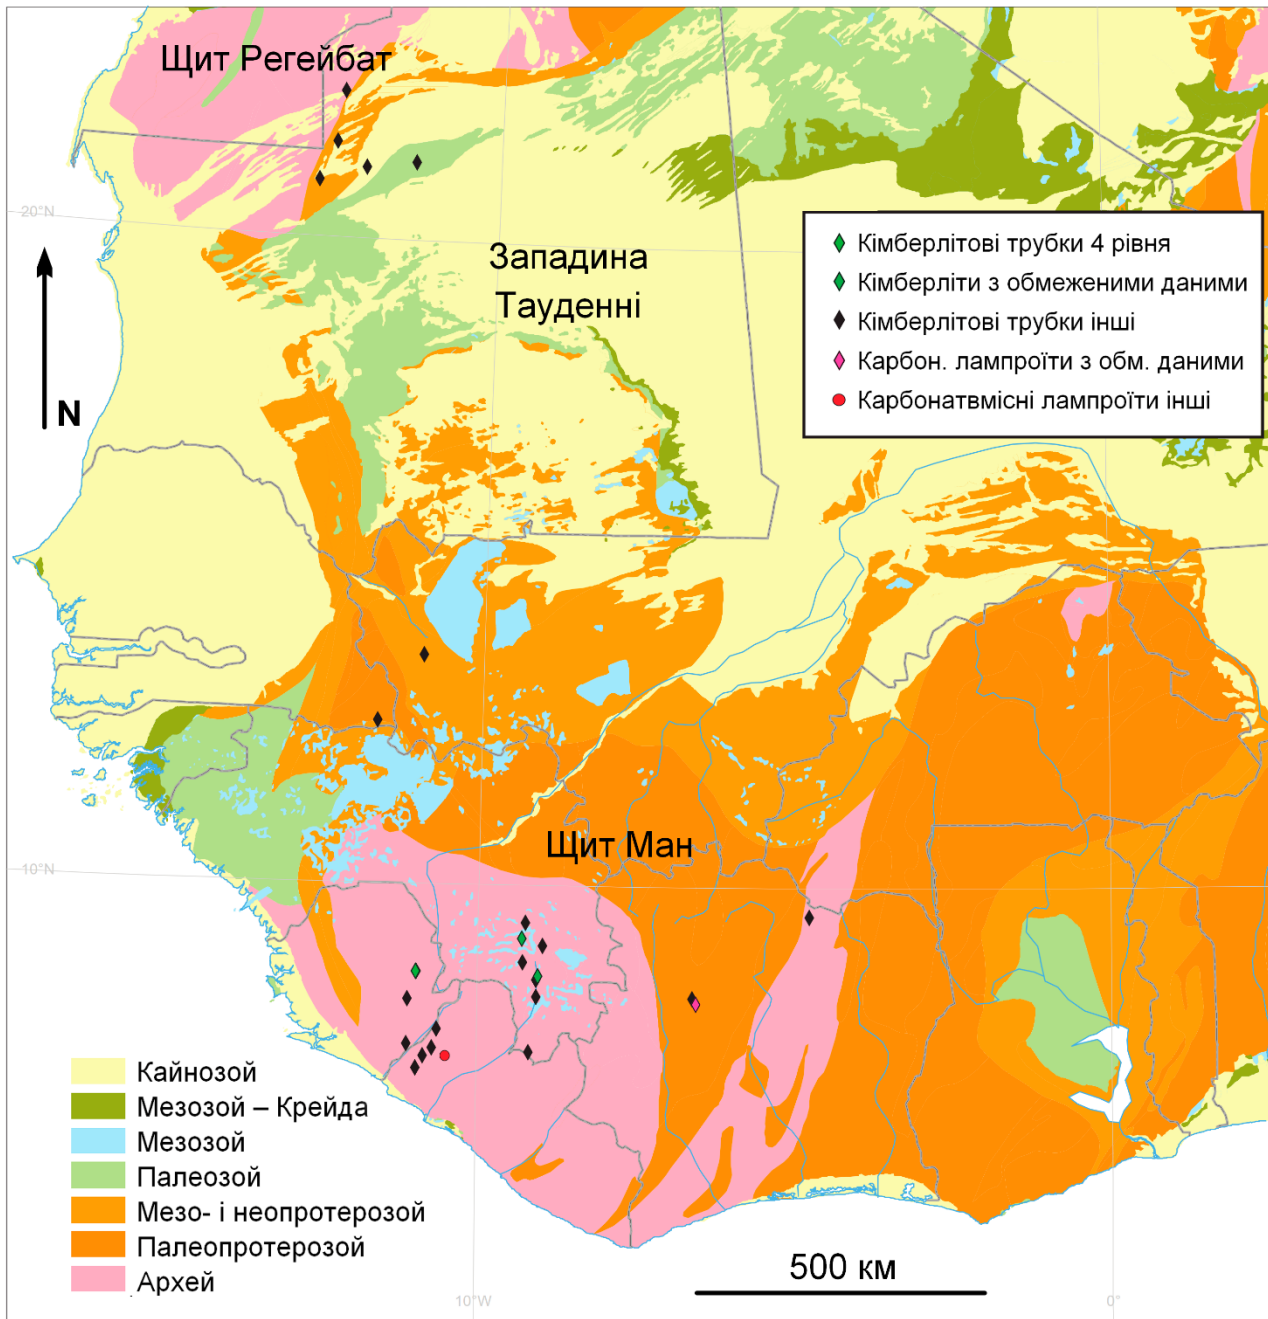 Щит Регейбат
20°N
Западина
Тауденні
Кімберлітові трубки 4 рівня
Кімберліти з обмеженими даними
Кімберлітові трубки інші
Карбон. лампроїти з обм. даними
Карбонатвмісні лампроїти інші
N
Щит Ман
10°N
Кайнозой
Мезозой – Крейда
Мезозой
Палеозой
Мезо- і неопротерозой
Палеопротерозой
Архей
500 км
10°W
0°